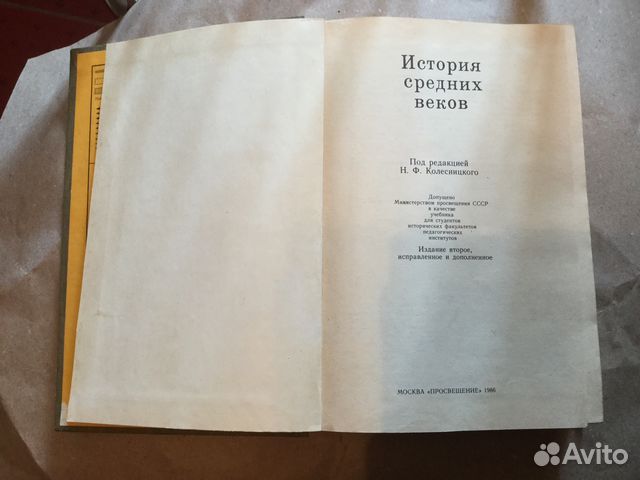 История
средних
веков
Под редакцией
Н. Ф. Колесницкого
Допущено
Министерством просвещения СССР
в качестве
учебника
для студентов
исторических факультетов
педагогических
институтов
Издание второе,
исправленное и дополненное
МОСКВА «ПРОСВЕЩЕНИЕ» 1986
Avito